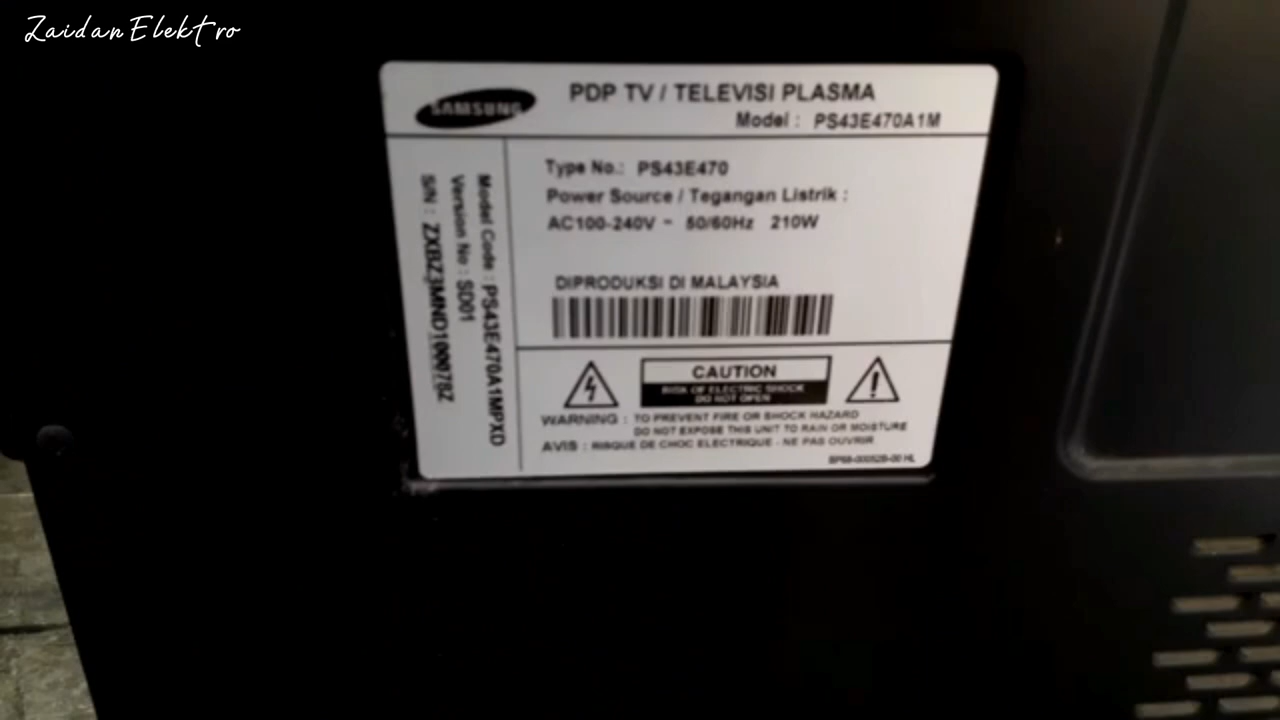 ZaidanElektro
SAMSUNG
PDP TV / TELEVISI PLASMA
Model : PS43E470A1M
Type No.: PS43E470
Power Source / Tegangan Listrik :
AC100-240V ~ 50/60Hz 210W
DIPRODUKSI DI MALAYSIA
Model Code : PS43E470A1MPXD
Version No : SD01
S/N :
CAUTION
RISK OF ELECTRIC SHOCK
DO NOT OPEN
WARNING : TO PREVENT FIRE OR SHOCK HAZARD
DO NOT EXPOSE THIS UNIT TO RAIN OR MOISTURE
AVIS : RISQUE DE CHOC ELECTRIQUE - NE PAS OUVRIR